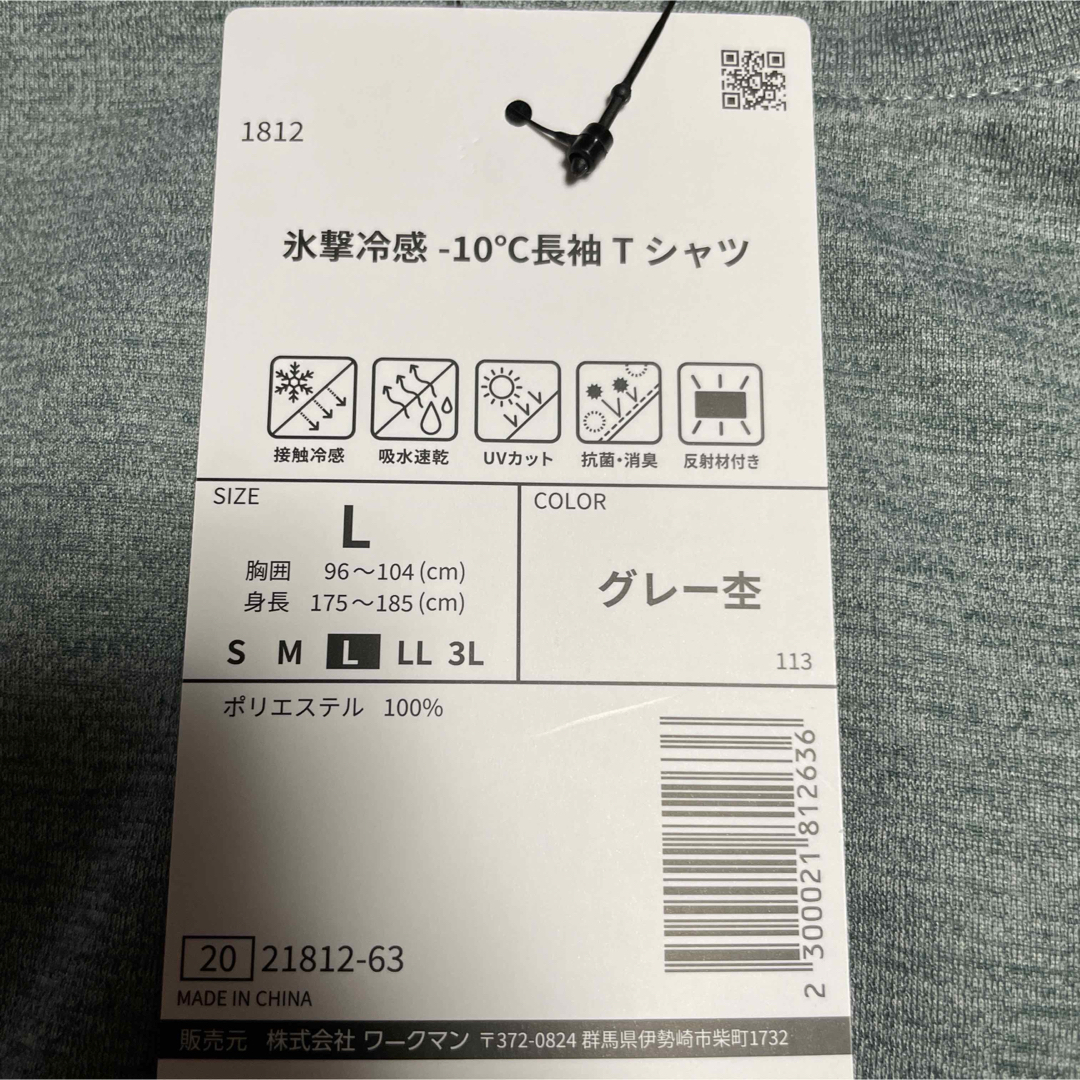 1812
氷撃冷感 -10℃長袖 T シャツ
接触冷感 吸水速乾 UVカット 抗菌・消臭 反射材付き
SIZE
L
胸囲 96～104(cm)
身長 175～185(cm)
S M L LL 3L
COLOR
グレー杢
113
ポリエステル 100%
2300021812636
20 21812-63
MADE IN CHINA
販売元 株式会社 ワークマン 〒372-0824 群馬県伊勢崎市柴町1732